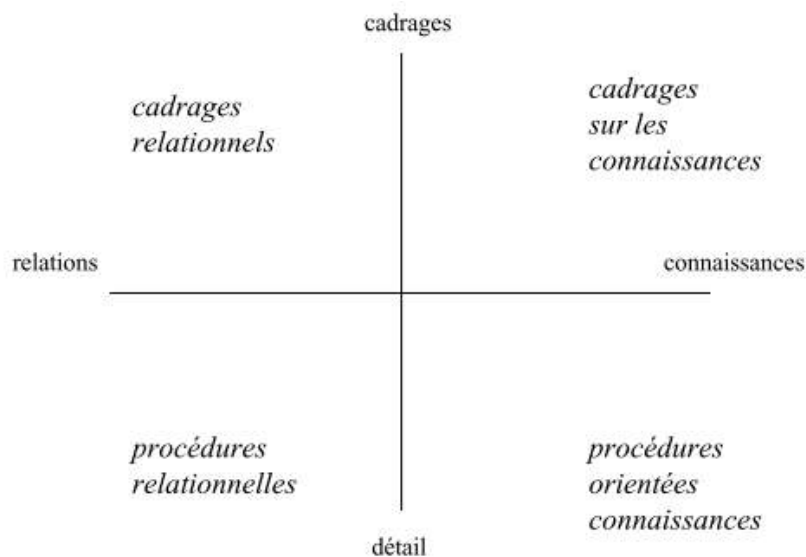 cadrages
cadrages
relationnels
cadrages
sur les
connaissances
relations
connaissances
procédures
relationnelles
procédures
orientées
connaissances
détail